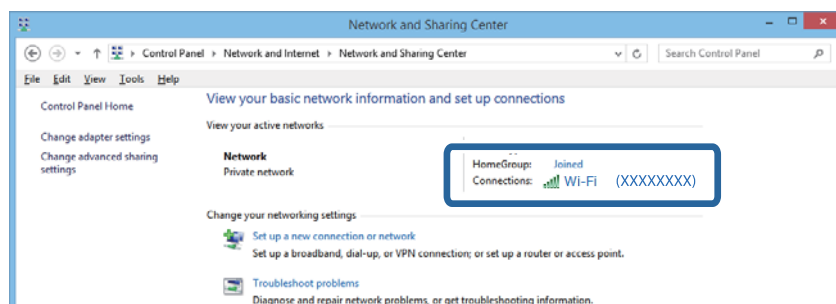 Network and Sharing Center
Control Panel Network and Internet Network and Sharing Center Search Control Panel
File Edit View Tools Help
Control Panel Home
Change adapter settings
Change advanced sharing
settings
View your basic network information and set up connections
View your active networks
Network
Private network
HomeGroup: Joined
Connections: Wi-Fi (XXXXXXXX)
Change your networking settings
Set up a new connection or network
Set up a broadband, dial-up, or VPN connection; or set up a router or access point.
Troubleshoot problems
Diagnose and repair network problems, or get troubleshooting information.